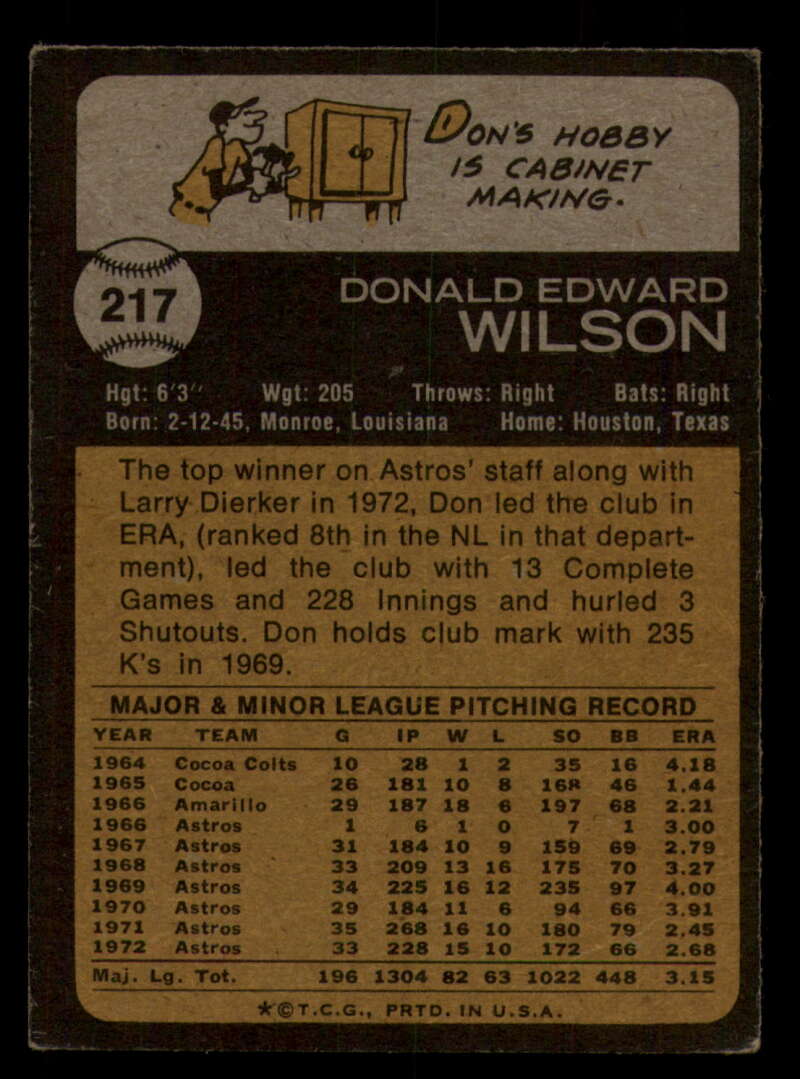 DON'S HOBBY
IS CABINET
MAKING.
217
DONALD EDWARD
WILSON
Hgt: 6'3" Wgt: 205 Throws: Right Bats: Right
Born: 2-12-45, Monroe, Louisiana Home: Houston, Texas
The top winner on Astros' staff along with
Larry Dierker in 1972, Don led the club in
ERA, (ranked 8th in the NL in that depart-
ment), led the club with 13 Complete
Games and 228 Innings and hurled 3
Shutouts. Don holds club mark with 235
K's in 1969.
MAJOR & MINOR LEAGUE PITCHING RECORD
YEAR TEAM G IP W L SO BB ERA
1964 Cocoa Colts 10 28 1 2 35 16 4.18
1965 Cocoa 26 181 10 8 168 46 1.44
1966 Amarillo 29 187 18 6 197 68 2.21
1966 Astros 1 6 1 0 7 1 3.00
1967 Astros 31 184 10 9 159 69 2.79
1968 Astros 33 209 13 16 175 70 3.27
1969 Astros 34 225 16 12 235 97 4.00
1970 Astros 29 184 11 6 94 66 3.91
1971 Astros 35 268 16 10 180 79 2.45
1972 Astros 33 228 15 10 172 66 2.68
Maj. Lg. Tot. 196 1304 82 63 1022 448 3.15
*©T.C.G., PRTD. IN U.S.A.